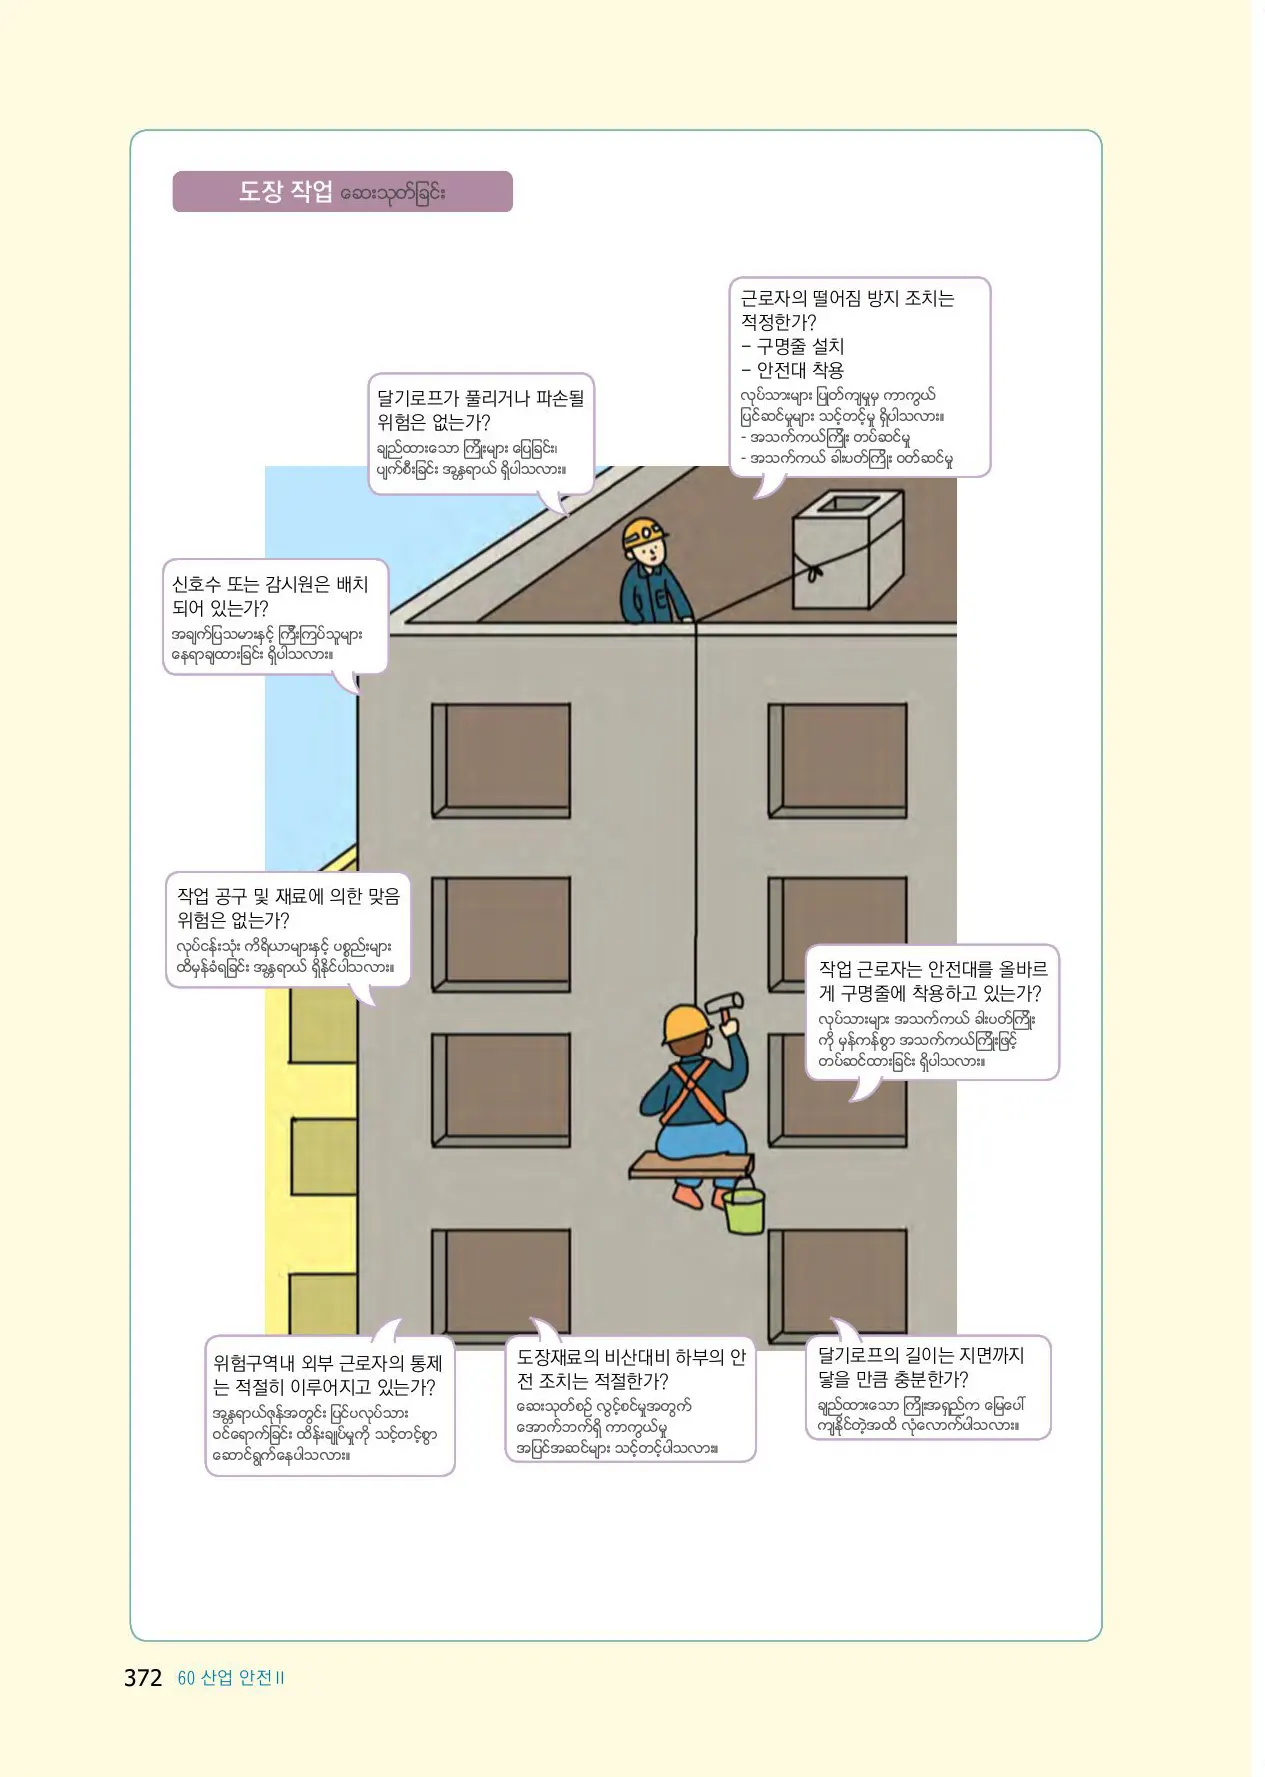 도장 작업 ဆေးသုတ်ခြင်း
근로자의 떨어짐 방지 조치는
적정한가?
- 구명줄 설치
- 안전대 착용
လုပ်သားများ ပြုတ်ကျမှုမှ ကာကွယ်
ပြင်ဆင်မှုများ သင့်တင့်မှု ရှိပါသလား။
- အသက်ကယ်ကြိုး တပ်ဆင်မှု
- အသက်ကယ် ခါးပတ်ကြိုး ဝတ်ဆင်မှု
달기로프가 풀리거나 파손될
위험은 없는가?
ချည်ထားသော ကြိုးများ ပြေခြင်း၊
ပျက်စီးခြင်း အန္တရာယ် ရှိပါသလား။
신호수 또는 감시원은 배치
되어 있는가?
အချက်ပြသမားနှင့် ကြီးကြပ်သူများ
နေရာချထားခြင်း ရှိပါသလား။
작업 공구 및 재료에 의한 맞음
위험은 없는가?
လုပ်ငန်းသုံး ကိရိယာများနှင့် ပစ္စည်းများ
ထိမှန်ခံရခြင်း အန္တရာယ် ရှိနိုင်ပါသလား။
작업 근로자는 안전대를 올바르
게 구명줄에 착용하고 있는가?
လုပ်သားများ အသက်ကယ် ခါးပတ်ကြိုး
ကို မှန်ကန်စွာ အသက်ကယ်ကြိုးဖြင့်
တပ်ဆင်ထားခြင်း ရှိပါသလား။
위험구역내 외부 근로자의 통제
는 적절히 이루어지고 있는가?
အန္တရာယ်ဇုန်အတွင်း ပြင်ပလုပ်သား
ဝင်ရောက်ခြင်း ထိန်းချုပ်မှုကို သင့်တင့်စွာ
ဆောင်ရွက်နေပါသလား။
도장재료의 비산대비 하부의 안
전 조치는 적절한가?
ဆေးသုတ်စဉ် လွင့်စင်မှုအတွက်
အောက်ဘက်ရှိ ကာကွယ်မှု
အပြင်အဆင်များ သင့်တင့်ပါသလား။
달기로프의 길이는 지면까지
닿을 만큼 충분한가?
ချည်ထားသော ကြိုးအရှည်က မြေပေါ်
ကျနိုင်တဲ့အထိ လုံလောက်ပါသလား။
372 60 산업 안전 II